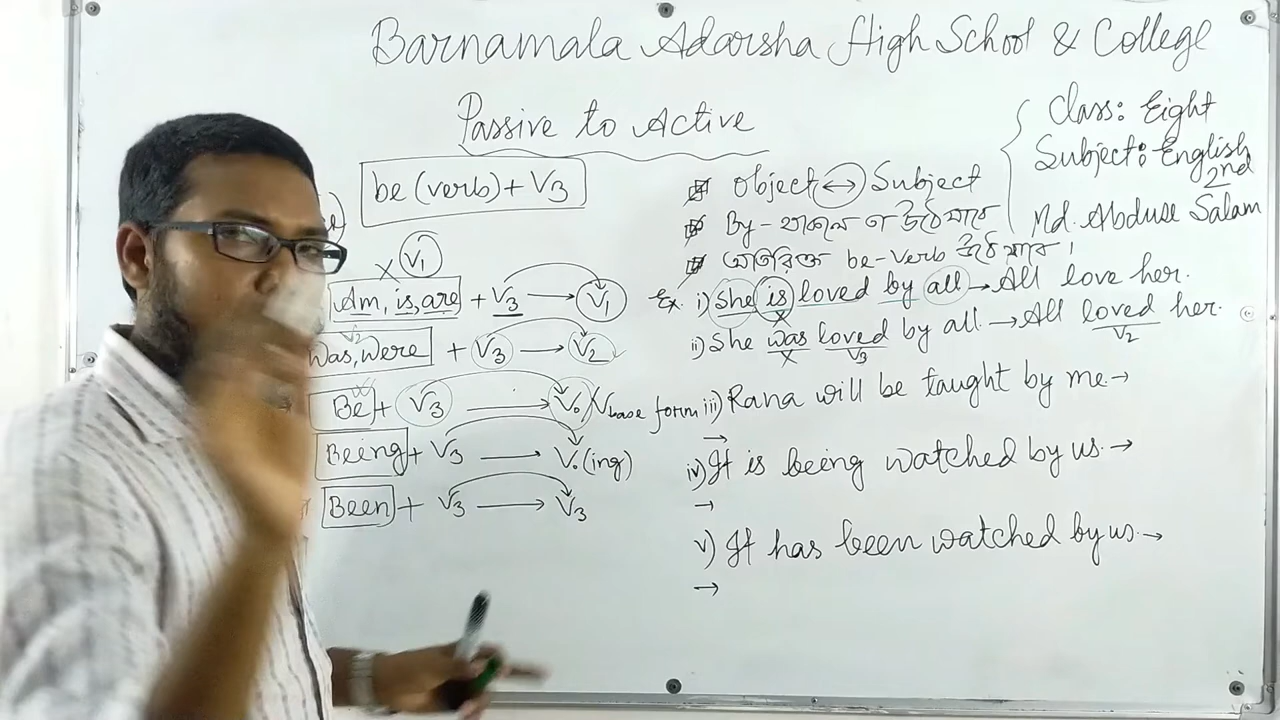 Barnamala Adarsha High School & College
Passive to Active
Class: Eight
Subject: English 2nd
Md. Abduse Salam
be (verb) + V3
V1
Am, is, are + V3 → V1
V2
Was, were + V3 → V2
Be + V3 → V. V base form
Being + V3 → V.(ing)
Been + V3 → V3
Object ↔ Subject
By - থাকলে তা উঠে যাবে
অতিরিক্ত be-verb উঠে যাবে।
Ex. i) She is loved by all → All love her.
ii) She was loved by all. → All loved her.
V3 V2
iii) Rana will be taught by me. →
→
iv) It is being watched by us. →
→
v) It has been watched by us. →
→